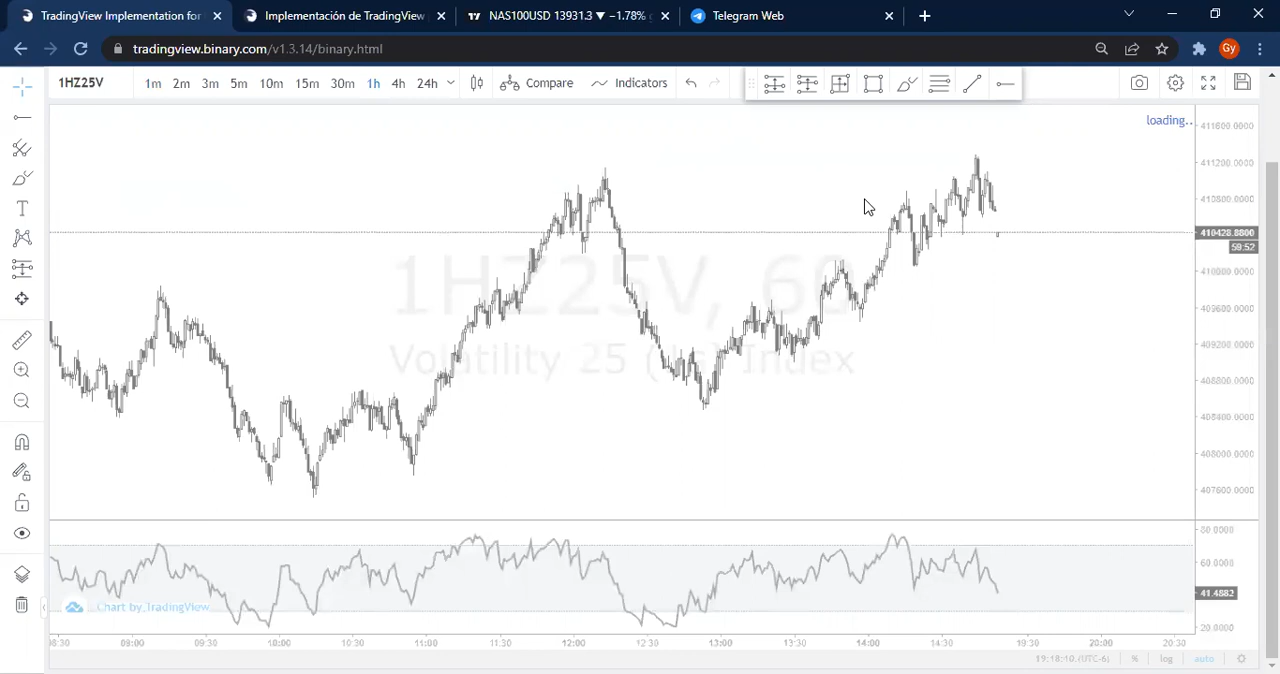 TradingView Implementation for
Implementación de TradingView
NAS100USD 13931.3 ▼ −1.78%
Telegram Web
tradingview.binary.com/v1.3.14/binary.html
Gy
1HZ25V
1m 2m 3m 5m 10m 15m 30m 1h 4h 24h
Compare
Indicators
loading..
1HZ25V, 60
Volatility 25 (1s) Index
411600.0000
411200.0000
410800.0000
410428.8800
59:52
410000.0000
409600.0000
409200.0000
408800.0000
408400.0000
408000.0000
407600.0000
80.0000
60.0000
41.4882
20.0000
Chart by TradingView
08:30 09:00 09:30 10:00 10:30 11:00 11:30 12:00 12:30 13:00 13:30 14:00 14:30 19:30 20:00 20:30
19:18:10 (UTC-6) % log auto